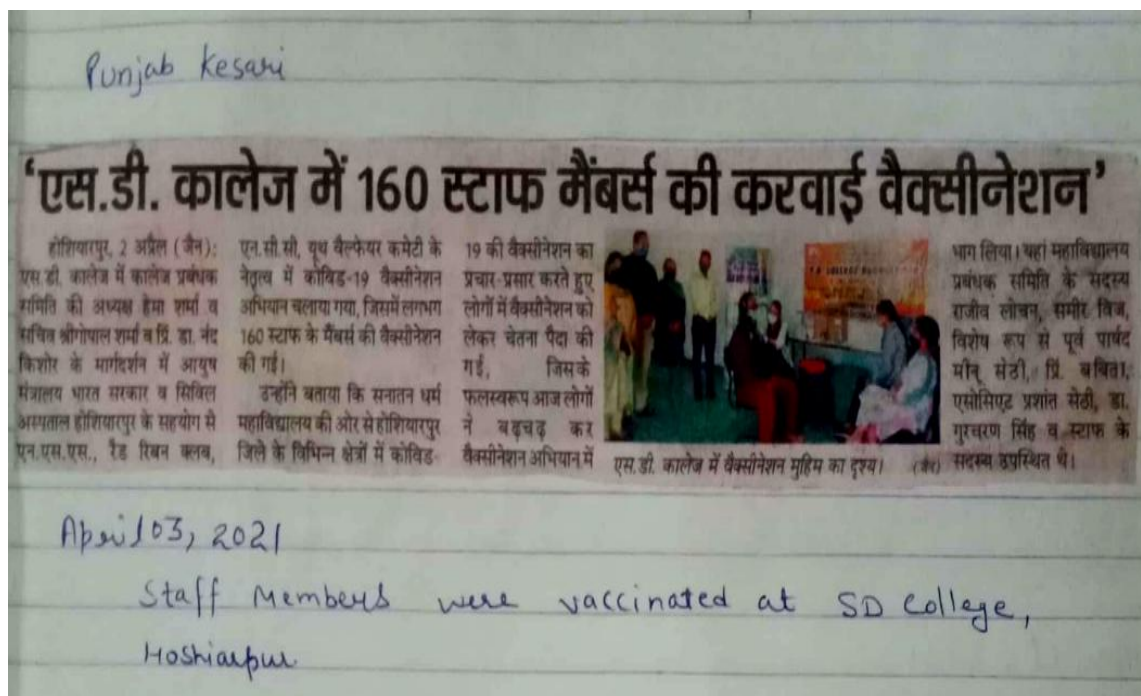 Punjab Kesari
'एस.डी. कालेज में 160 स्टाफ मैंबर्स की करवाई वैक्सीनेशन'
होशियारपुर, 2 अप्रैल (जैन):
एस.डी. कालेज में कालेज प्रबंधक
समिति की अध्यक्ष हेमा शर्मा व
सचिव श्रीगोपाल शर्मा व प्रिं. डा. नंद
किशोर के मार्गदर्शन में आयुष
मंत्रालय भारत सरकार व सिविल
अस्पताल होशियारपुर के सहयोग से
एन.एस.एस., रैड रिबन क्लब,
एन.सी.सी, यूथ वैल्फेयर कमेटी के
नेतृत्व में कोविड-19 वैक्सीनेशन
अभियान चलाया गया, जिसमें लगभग
160 स्टाफ के मैंबर्स की वैक्सीनेशन
की गई।
उन्होंने बताया कि सनातन धर्म
महाविद्यालय की ओर से होशियारपुर
जिले के विभिन्न क्षेत्रों में कोविड-
19 की वैक्सीनेशन का
प्रचार-प्रसार करते हुए
लोगों में वैक्सीनेशन को
लेकर चेतना पैदा की
गई, जिसके
फलस्वरूप आज लोगों
ने बढ़चढ़ कर
वैक्सीनेशन अभियान में
एस.डी. कालेज में वैक्सीनेशन मुहिम का दृश्य। (जैन)
भाग लिया। यहां महाविद्यालय
प्रबंधक समिति के सदस्य
राजीव लोचन, समीर विज,
विशेष रूप से पूर्व पार्षद
मीनू सेठी, प्रिं. बबिता,
एसोसिएट प्रशांत सेठी, डा.
गुरचरण सिंह व स्टाफ के
सदस्य उपस्थित थे।
April 03, 2021
Staff Members were vaccinated at SD College,
Hoshiarpur